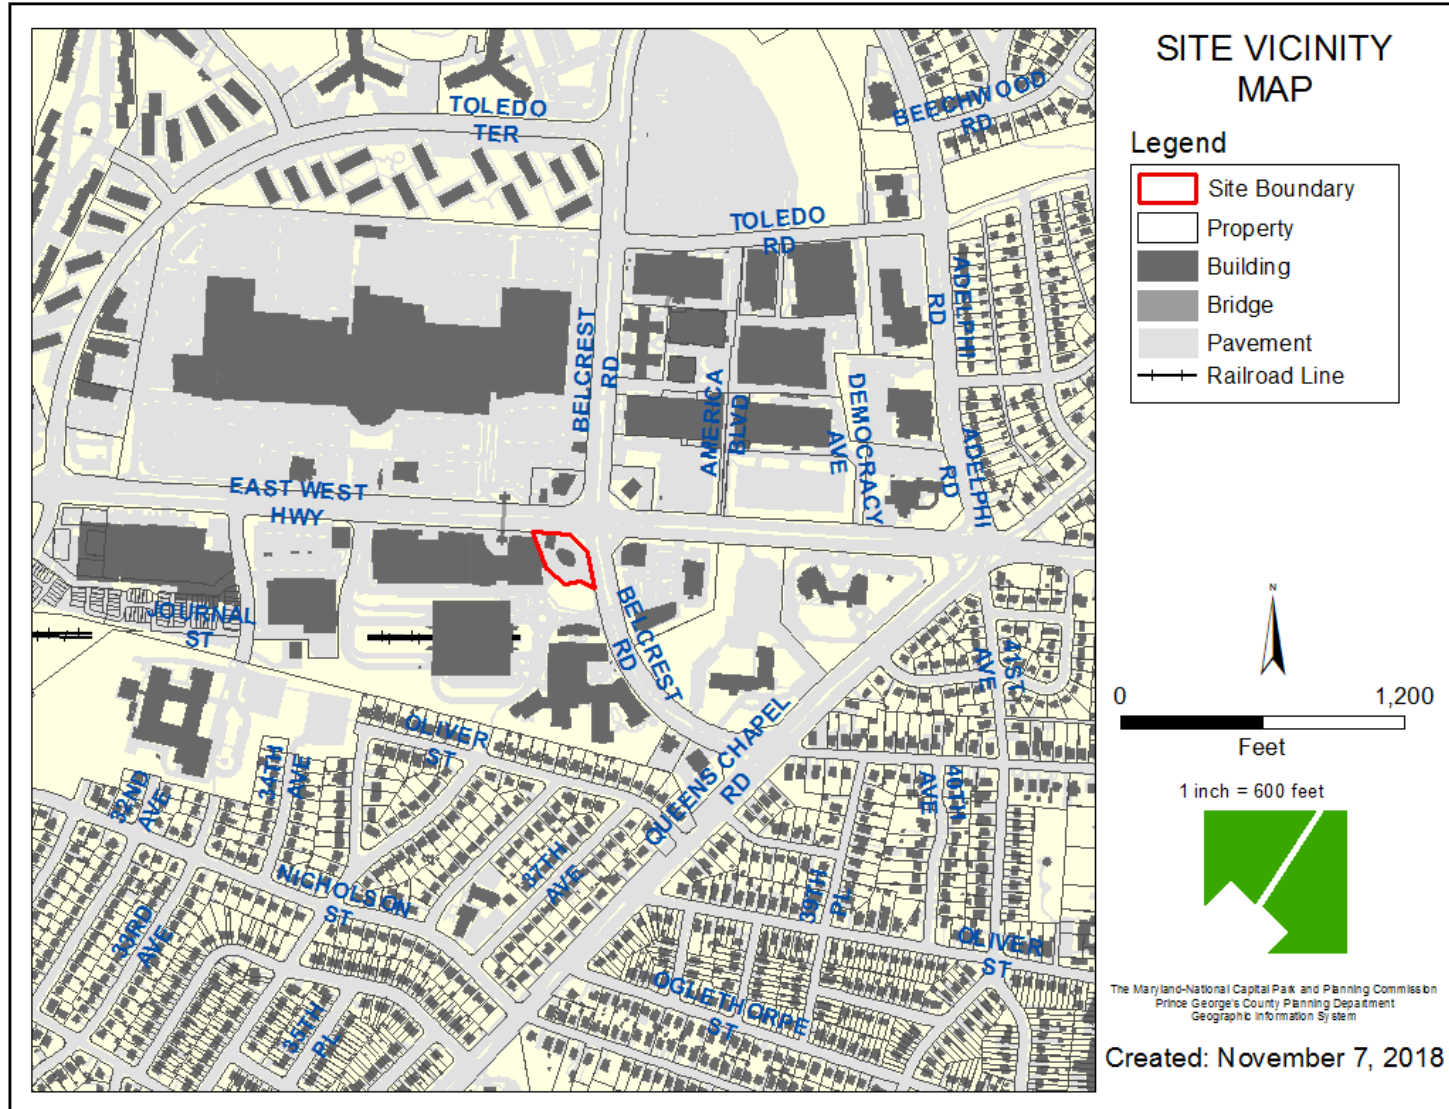 SITE VICINITY
MAP
Legend
Site Boundary
Property
Building
Bridge
Pavement
Railroad Line
N
0 1,200
Feet
1 inch = 600 feet
The Maryland-National Capital Park and Planning Commission
Prince George's County Planning Department
Geographic Information System
Created: November 7, 2018
TOLEDO
TER
BEECHWOOD
RD
TOLEDO
RD
ADELPHI
RD
BELCREST
RD
AMERICA
BLVD
DEMOCRACY
AVE
ADELPHI
RD
EAST WEST
HWY
JOURNAL
ST
BELCREST
RD
41ST
AVE
OLIVER
ST
QUEENS CHAPEL
RD
34TH
AVE
32ND
AVE
40TH
AVE
37TH
AVE
NICHOLSON
ST
39TH
PL
33RD
AVE
OLIVER
ST
OGLETHORPE
ST
35TH
PL